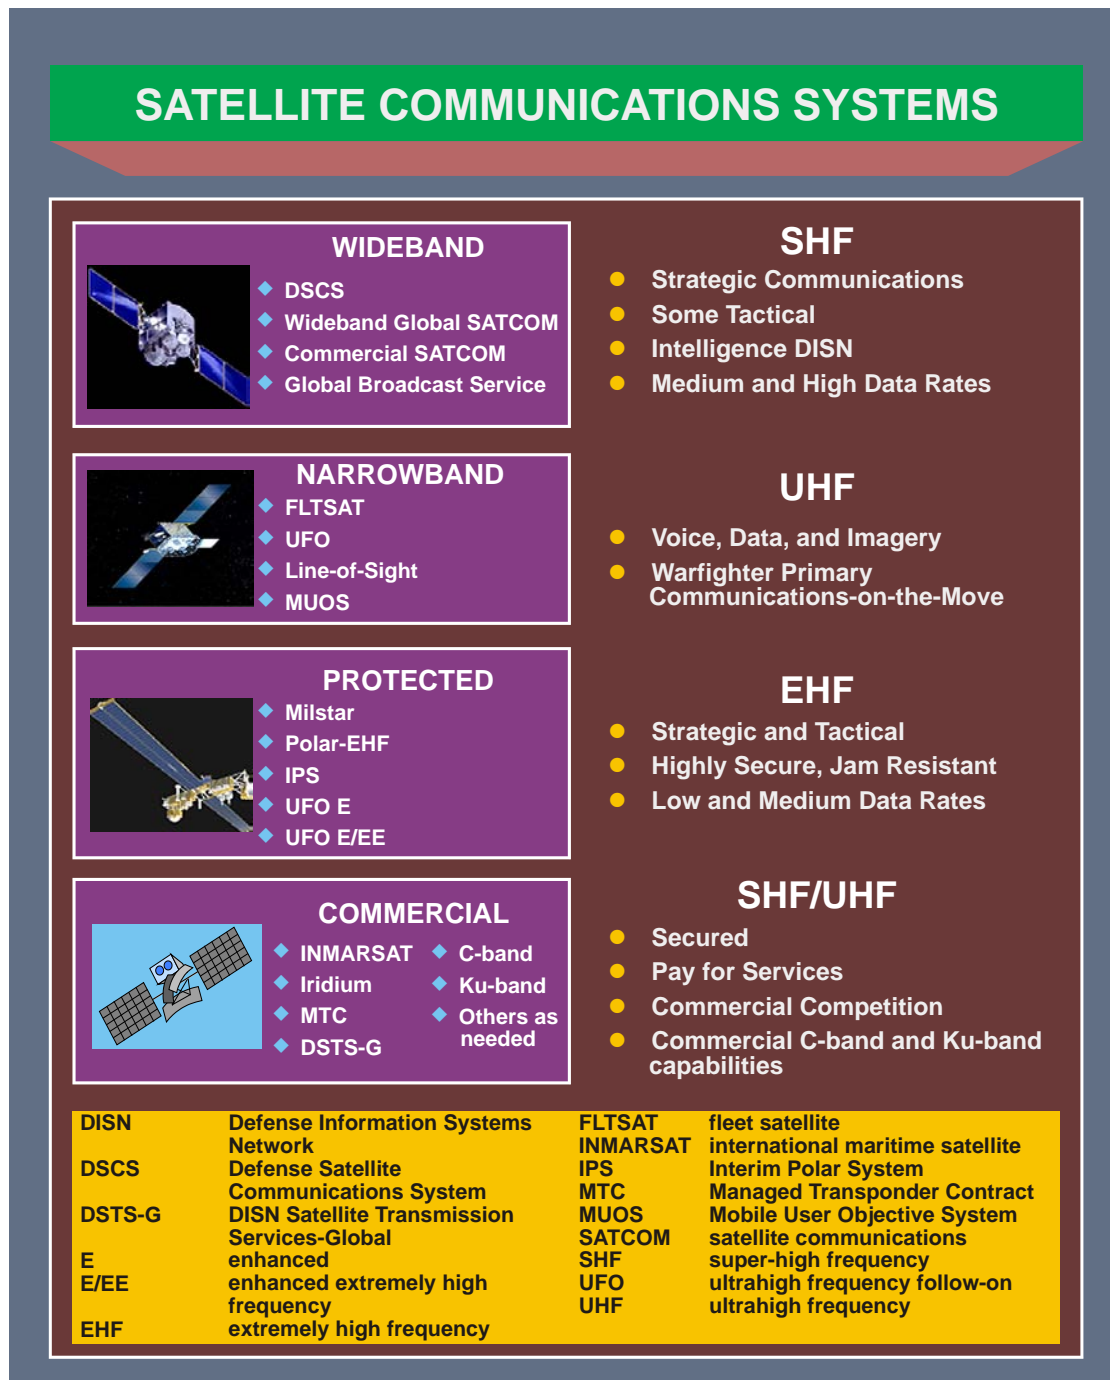 SATELLITE COMMUNICATIONS SYSTEMS
WIDEBAND
DSCS
Wideband Global SATCOM
Commercial SATCOM
Global Broadcast Service
SHF
Strategic Communications
Some Tactical
Intelligence DISN
Medium and High Data Rates
NARROWBAND
FLTSAT
UFO
Line-of-Sight
MUOS
UHF
Voice, Data, and Imagery
Warfighter Primary
Communications-on-the-Move
PROTECTED
Milstar
Polar-EHF
IPS
UFO E
UFO E/EE
EHF
Strategic and Tactical
Highly Secure, Jam Resistant
Low and Medium Data Rates
COMMERCIAL
INMARSAT
Iridium
MTC
DSTS-G
C-band
Ku-band
Others as
needed
SHF/UHF
Secured
Pay for Services
Commercial Competition
Commercial C-band and Ku-band
capabilities
DISN Defense Information Systems
Network
DSCS Defense Satellite
Communications System
DSTS-G DISN Satellite Transmission
Services-Global
E enhanced
E/EE enhanced extremely high
frequency
EHF extremely high frequency
FLTSAT fleet satellite
INMARSAT international maritime satellite
IPS Interim Polar System
MTC Managed Transponder Contract
MUOS Mobile User Objective System
SATCOM satellite communications
SHF super-high frequency
UFO ultrahigh frequency follow-on
UHF ultrahigh frequency